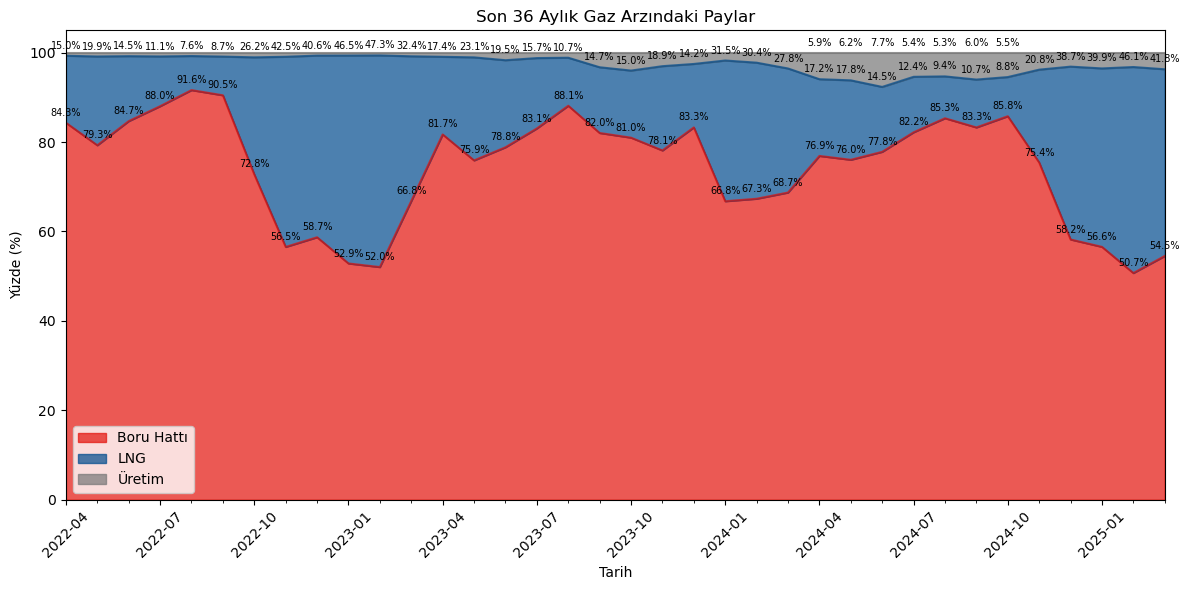 Son 36 Aylık Gaz Arzındaki Paylar
5.9% 6.2% 7.7% 5.4% 5.3% 6.0% 5.5%
15.0% 19.9% 14.5% 11.1% 7.6% 8.7% 26.2% 42.5% 40.6% 46.5% 47.3% 32.4% 17.4% 23.1% 19.5% 15.7% 10.7% 14.7% 15.0% 18.9% 14.2% 31.5% 30.4% 27.8% 17.2% 17.8% 14.5% 12.4% 9.4% 10.7% 8.8% 20.8% 38.7% 39.9% 46.1% 41.8%
84.3% 79.3% 84.7% 88.0% 91.6% 90.5% 72.8% 56.5% 58.7% 52.9% 52.0% 66.8% 81.7% 75.9% 78.8% 83.1% 88.1% 82.0% 81.0% 78.1% 83.3% 66.8% 67.3% 68.7% 76.9% 76.0% 77.8% 82.2% 85.3% 83.3% 85.8% 75.4% 58.2% 56.6% 50.7% 54.5%
100
80
60
40
20
0
Yüzde (%)
Boru Hattı
LNG
Üretim
2022-04 2022-07 2022-10 2023-01 2023-04 2023-07 2023-10 2024-01 2024-04 2024-07 2024-10 2025-01
Tarih